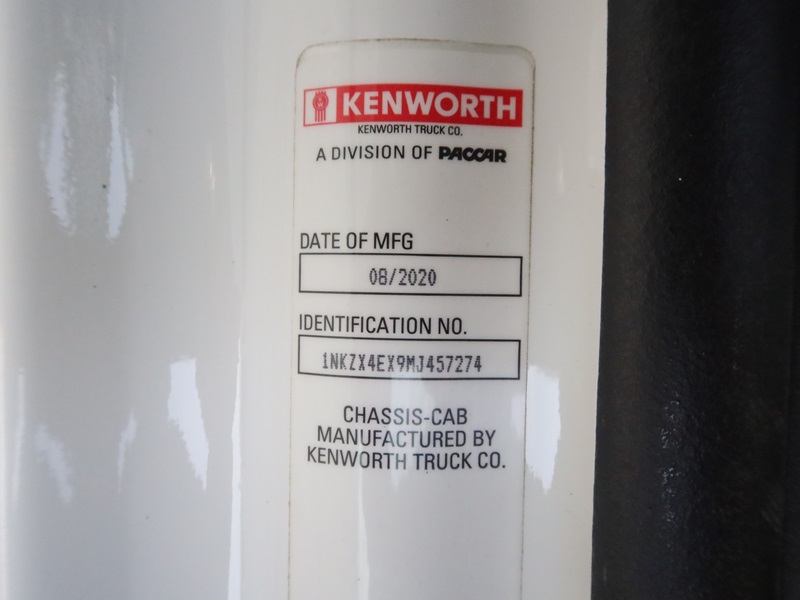 KENWORTH
KENWORTH TRUCK CO.
A DIVISION OF PACCAR
DATE OF MFG
08/2020
IDENTIFICATION NO.
1NKZX4EX9MJ457274
CHASSIS-CAB
MANUFACTURED BY
KENWORTH TRUCK CO.